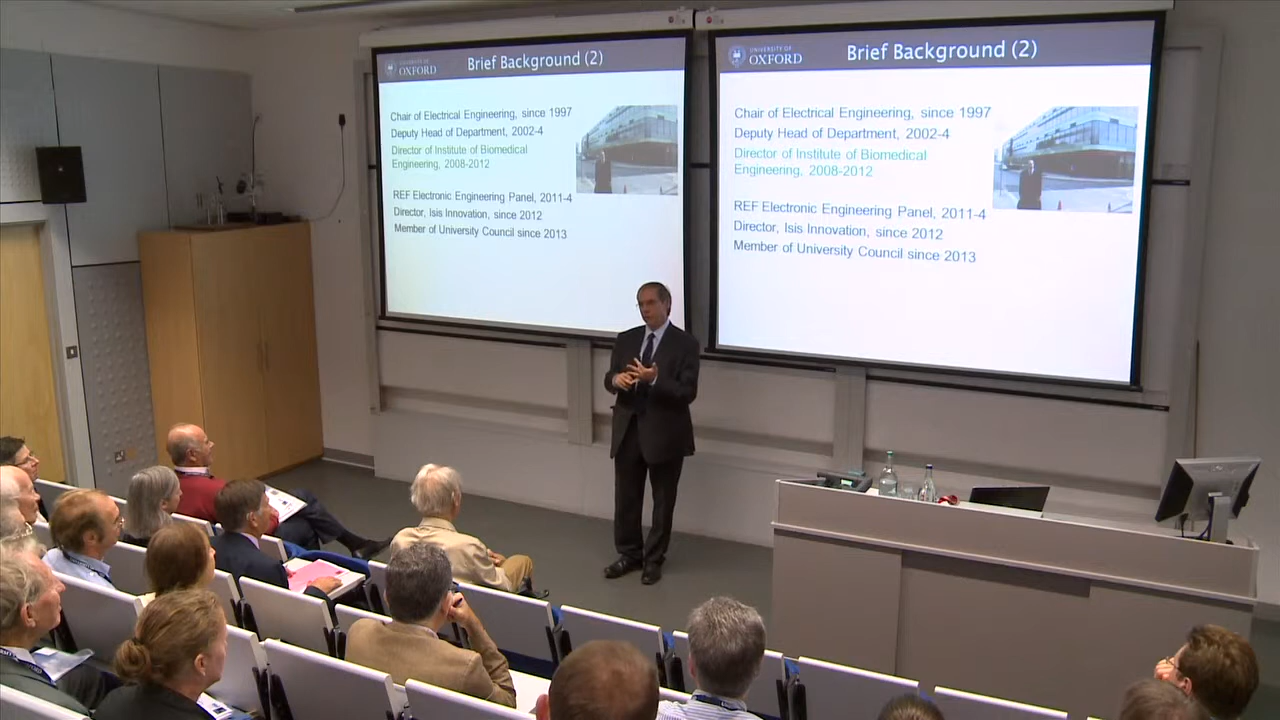 UNIVERSITY OF
OXFORD
Brief Background (2)
Chair of Electrical Engineering, since 1997
Deputy Head of Department, 2002-4
Director of Institute of Biomedical
Engineering, 2008-2012
REF Electronic Engineering Panel, 2011-4
Director, Isis Innovation, since 2012
Member of University Council since 2013
UNIVERSITY OF
OXFORD
Brief Background (2)
Chair of Electrical Engineering, since 1997
Deputy Head of Department, 2002-4
Director of Institute of Biomedical
Engineering, 2008-2012
REF Electronic Engineering Panel, 2011-4
Director, Isis Innovation, since 2012
Member of University Council since 2013